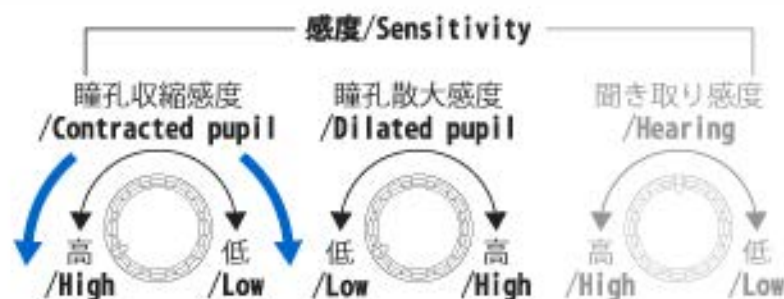 感度/Sensitivity
瞳孔収縮感度
/Contracted pupil
瞳孔散大感度
/Dilated pupil
聞き取り感度
/Hearing
高
/High
低
/Low
低
/Low
高
/High
高
/High
低
/Low